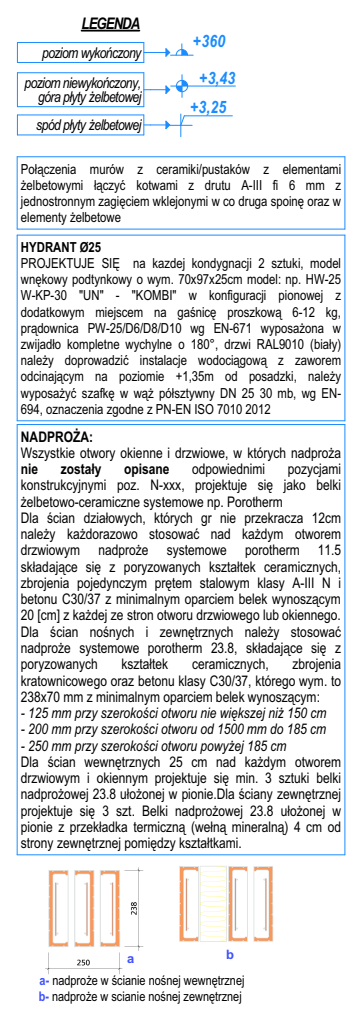 LEGENDA
poziom wykończony
+360
poziom niewykończony,
góra płyty żelbetowej
+3,43
spód płyty żelbetowej
+3,25
Połączenia murów z ceramiki/pustaków z elementami
żelbetowymi łączyć kotwami z drutu A-III fi 6 mm z
jednostronnym zagięciem wklejonymi w co druga spoinę oraz w
elementy żelbetowe
HYDRANT Ø25
PROJEKTUJE SIĘ na kazdej kondygnacji 2 sztuki, model
wnękowy podtynkowy o wym. 70x97x25cm model: np. HW-25
W-KP-30 "UN" - "KOMBI" w konfiguracji pionowej z
dodatkowym miejscem na gaśnicę proszkową 6-12 kg,
prądownica PW-25/D6/D8/D10 wg EN-671 wyposażona w
zwijadło kompletne wychylne o 180°, drzwi RAL9010 (biały)
należy doprowadzić instalacje wodociągową z zaworem
odcinającym na poziomie +1,35m od posadzki, należy
wyposażyć szafkę w wąż półsztywny DN 25 30 mb, wg EN-
694, oznaczenia zgodne z PN-EN ISO 7010 2012
NADPROŻA:
Wszystkie otwory okienne i drzwiowe, w których nadproża
nie zostały opisane odpowiednimi pozycjami
konstrukcyjnymi poz. N-xxx, projektuje się jako belki
żelbetowo-ceramiczne systemowe np. Porotherm
Dla ścian działowych, których gr nie przekracza 12cm
należy każdorazowo stosować nad każdym otworem
drzwiowym nadproże systemowe porotherm 11.5
składające się z poryzowanych kształtek ceramicznych,
zbrojenia pojedynczym prętem stalowym klasy A-III N i
betonu C30/37 z minimalnym oparciem belek wynoszącym
20 [cm] z każdej ze stron otworu drzwiowego lub okiennego.
Dla ścian nośnych i zewnętrznych należy stosować
nadproże systemowe porotherm 23.8, składające się z
poryzowanych kształtek ceramicznych, zbrojenia
kratownicowego oraz betonu klasy C30/37, którego wym. to
238x70 mm z minimalnym oparciem belek wynoszącym:
- 125 mm przy szerokości otworu nie większej niż 150 cm
- 200 mm przy szerokości otworu od 1500 mm do 185 cm
- 250 mm przy szerokości otworu powyżej 185 cm
Dla ścian wewnętrznych 25 cm nad każdym otworem
drzwiowym i okiennym projektuje się min. 3 sztuki belki
nadprożowej 23.8 ułożonej w pionie.Dla ściany zewnętrznej
projektuje się 3 szt. Belki nadprożowej 23.8 ułożonej w
pionie z przekładka termiczną (wełną mineralną) 4 cm od
strony zewnętrznej pomiędzy kształtkami.
238
250
a
b
a- nadproże w ścianie nośnej wewnętrznej
b- nadproże w scianie nośnej zewnętrznej